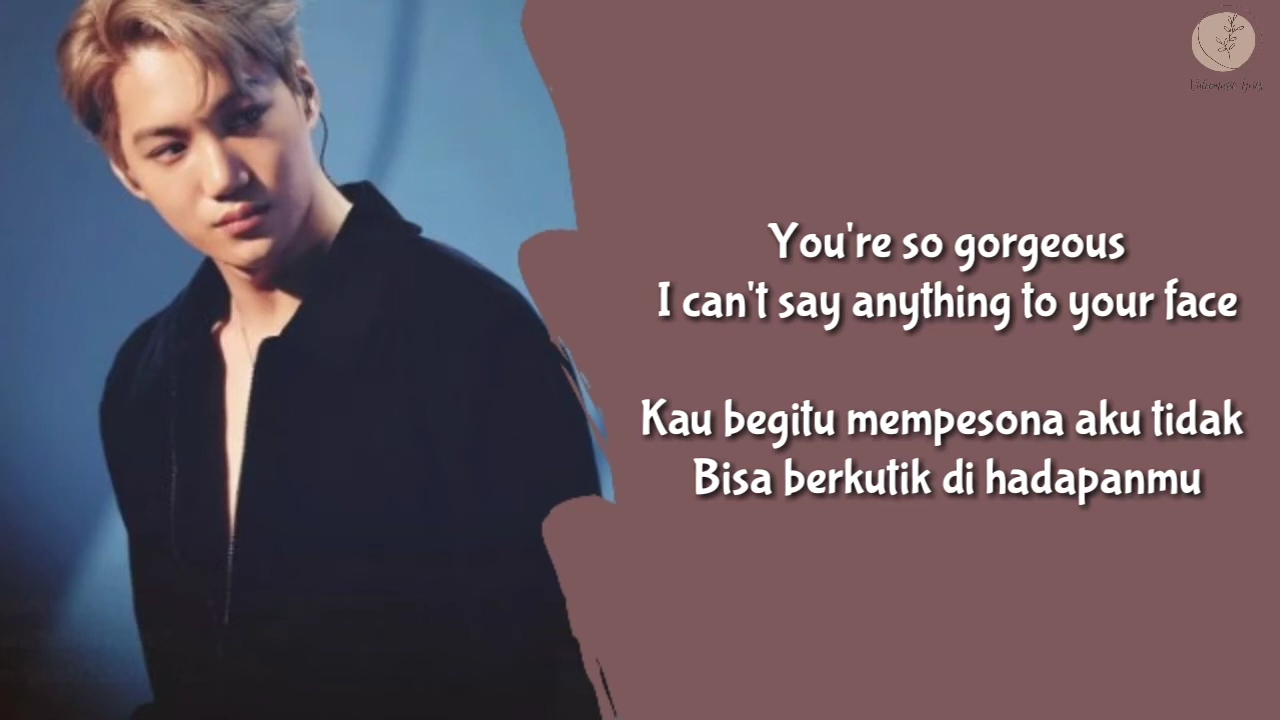 You're so gorgeous
I can't say anything to your face
Kau begitu mempesona aku tidak
Bisa berkutik di hadapanmu